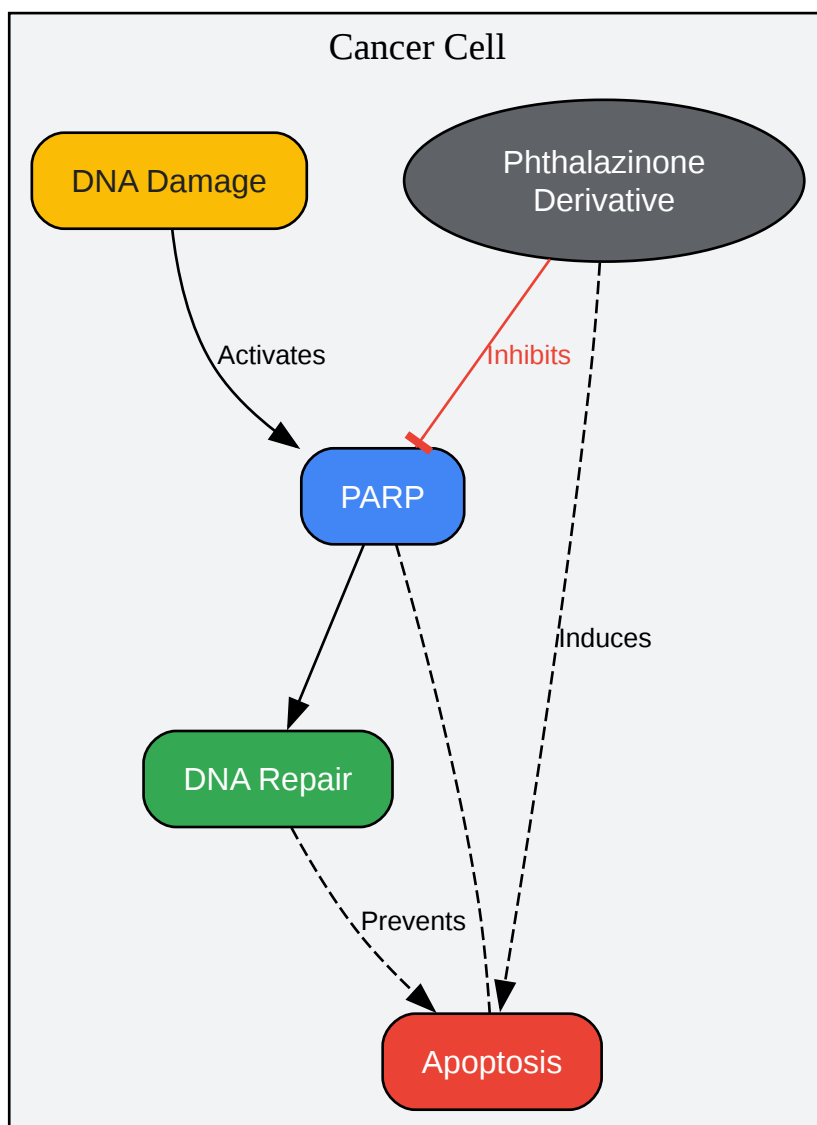 Cancer Cell
DNA Damage
Phthalazinone
Derivative
Activates
Inhibits
PARP
Induces
DNA Repair
Prevents
Apoptosis